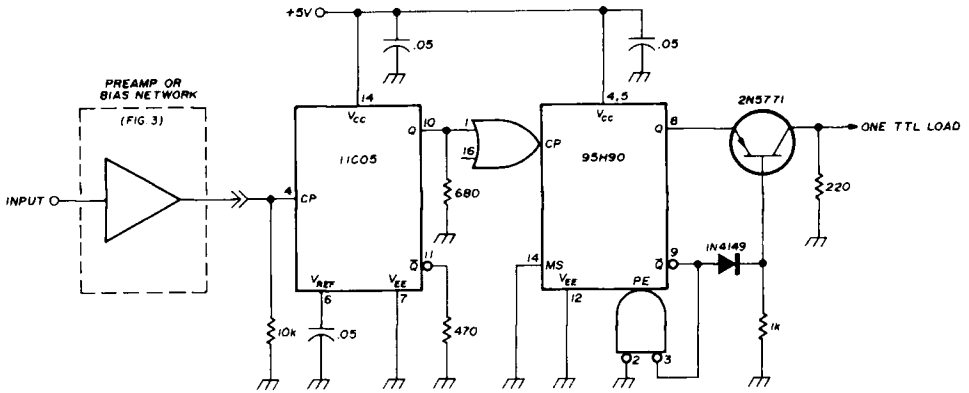 +5V
.05
.05
PREAMP OR
BIAS NETWORK
(FIG. 3)
INPUT
14
VCC
4
CP
11C05
Q
10
Q̅
11
VREF
6
VEE
7
10k
.05
680
470
1
16
4, 5
VCC
CP
95H90
Q
8
14
MS
VEE
12
PE
Q̅
9
2
3
2N5771
ONE TTL LOAD
220
1N4149
1k